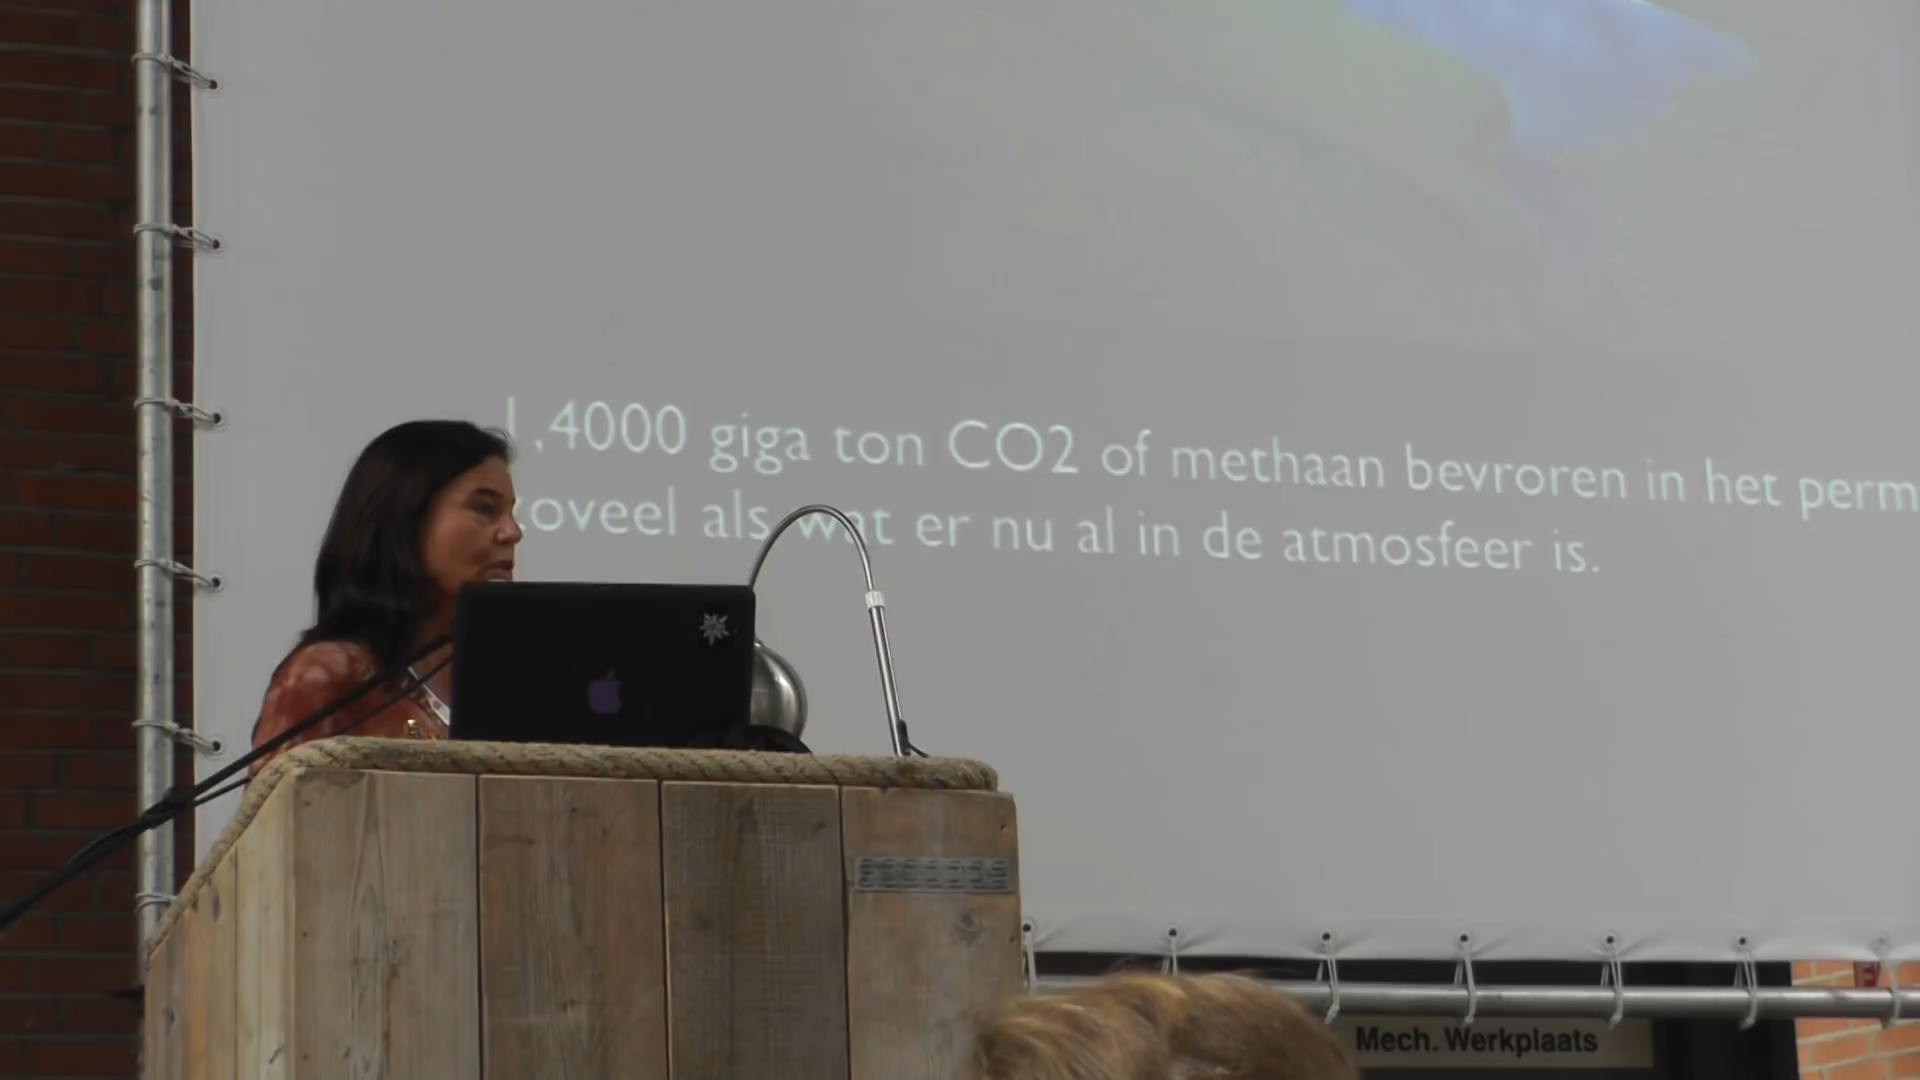 1,4000 giga ton CO2 of methaan bevroren in het perm
zoveel als wat er nu al in de atmosfeer is.
Mech. Werkplaats